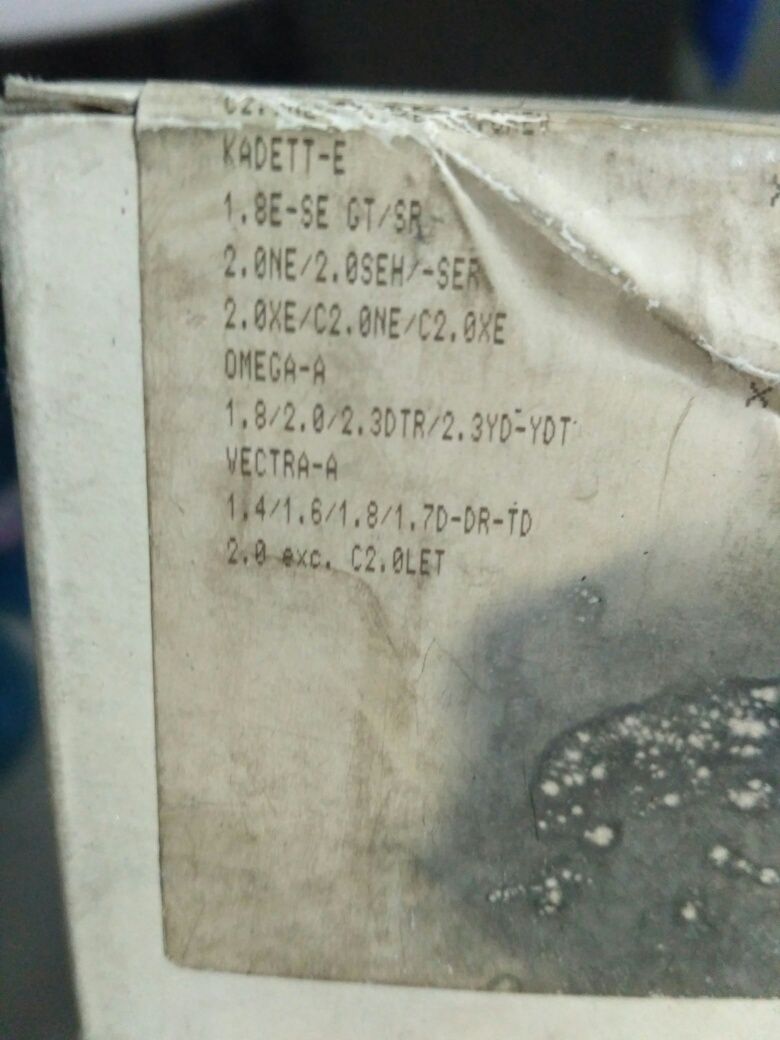 KADETT-E
1.8E-SE GT/SR
2.0NE/2.0SEH/-SER
2.0XE/C2.0NE/C2.0XE
OMEGA-A
1.8/2.0/2.3DTR/2.3YD-YDT
VECTRA-A
1.4/1.6/1.8/1.7D-DR-TD
2.0 exc. C2.0LET